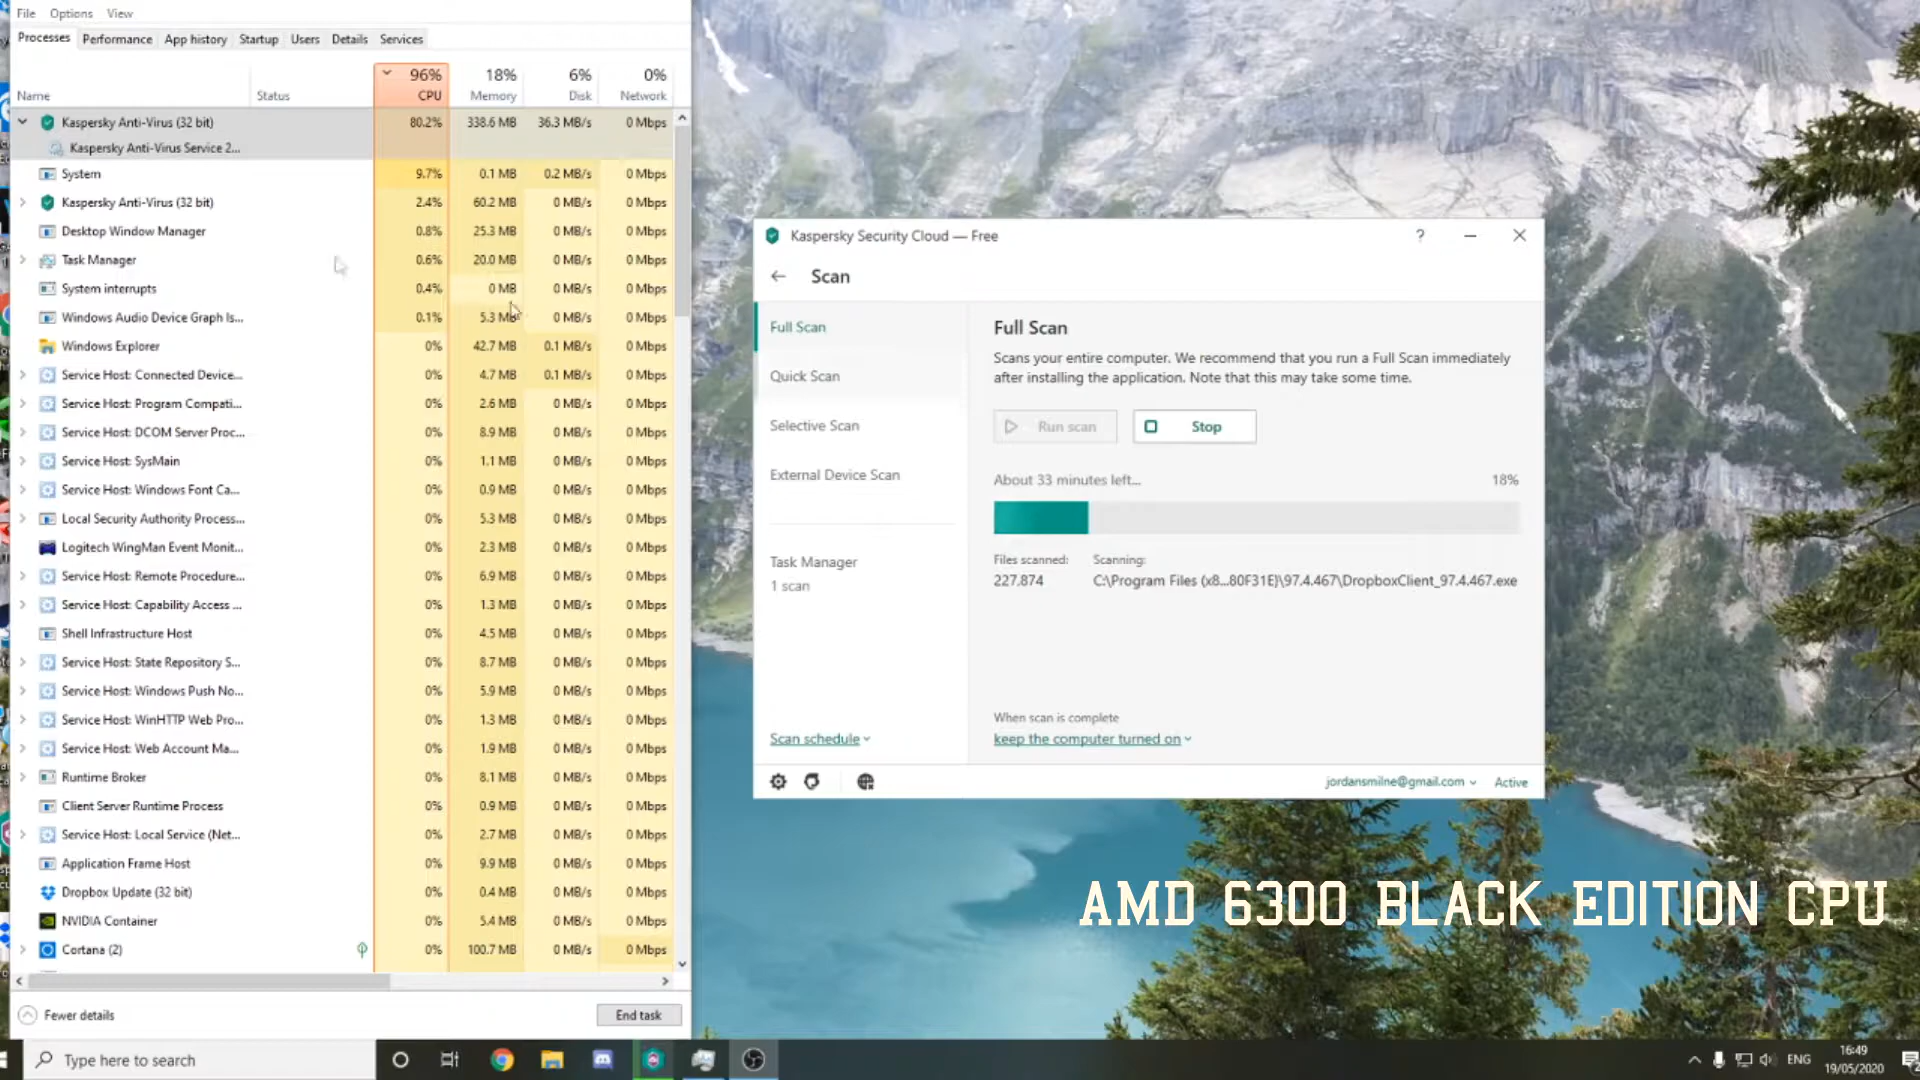 File Options View
Processes Performance App history Startup Users Details Services
96% 18% 6% 0%
Name Status CPU Memory Disk Network
Kaspersky Anti-Virus (32 bit) 80.2% 338.6 MB 36.3 MB/s 0 Mbps
Kaspersky Anti-Virus Service 2...
System 9.7% 0.1 MB 0.2 MB/s 0 Mbps
Kaspersky Anti-Virus (32 bit) 2.4% 60.2 MB 0 MB/s 0 Mbps
Desktop Window Manager 0.8% 25.3 MB 0 MB/s 0 Mbps
Task Manager 0.6% 20.0 MB 0 MB/s 0 Mbps
System interrupts 0.4% 0 MB 0 MB/s 0 Mbps
Windows Audio Device Graph Is... 0.1% 5.3 MB 0 MB/s 0 Mbps
Windows Explorer 0% 42.7 MB 0.1 MB/s 0 Mbps
Service Host: Connected Device... 0% 4.7 MB 0.1 MB/s 0 Mbps
Service Host: Program Compati... 0% 2.6 MB 0 MB/s 0 Mbps
Service Host: DCOM Server Proc... 0% 8.9 MB 0 MB/s 0 Mbps
Service Host: SysMain 0% 1.1 MB 0 MB/s 0 Mbps
Service Host: Windows Font Ca... 0% 0.9 MB 0 MB/s 0 Mbps
Local Security Authority Process... 0% 5.3 MB 0 MB/s 0 Mbps
Logitech WingMan Event Monit... 0% 2.3 MB 0 MB/s 0 Mbps
Service Host: Remote Procedure... 0% 6.9 MB 0 MB/s 0 Mbps
Service Host: Capability Access ... 0% 1.3 MB 0 MB/s 0 Mbps
Shell Infrastructure Host 0% 4.5 MB 0 MB/s 0 Mbps
Service Host: State Repository S... 0% 8.7 MB 0 MB/s 0 Mbps
Service Host: Windows Push No... 0% 5.9 MB 0 MB/s 0 Mbps
Service Host: WinHTTP Web Pro... 0% 1.3 MB 0 MB/s 0 Mbps
Service Host: Web Account Ma... 0% 1.9 MB 0 MB/s 0 Mbps
Runtime Broker 0% 8.1 MB 0 MB/s 0 Mbps
Client Server Runtime Process 0% 0.9 MB 0 MB/s 0 Mbps
Service Host: Local Service (Net... 0% 2.7 MB 0 MB/s 0 Mbps
Application Frame Host 0% 9.9 MB 0 MB/s 0 Mbps
Dropbox Update (32 bit) 0% 0.4 MB 0 MB/s 0 Mbps
NVIDIA Container 0% 5.4 MB 0 MB/s 0 Mbps
Cortana (2) 0% 100.7 MB 0 MB/s 0 Mbps
Fewer details End task
Kaspersky Security Cloud — Free ?
Scan
Full Scan
Quick Scan
Selective Scan
External Device Scan
Task Manager
1 scan
Scan schedule
Full Scan
Scans your entire computer. We recommend that you run a Full Scan immediately
after installing the application. Note that this may take some time.
Run scan Stop
About 33 minutes left... 18%
Files scanned: Scanning:
227.874 C:\Program Files (x8...80F31E}\97.4.467\DropboxClient_97.4.467.exe
When scan is complete
keep the computer turned on
jordansmilne@gmail.com Active
AMD 6300 BLACK EDITION CPU
Type here to search
ENG
16:49
19/05/2020